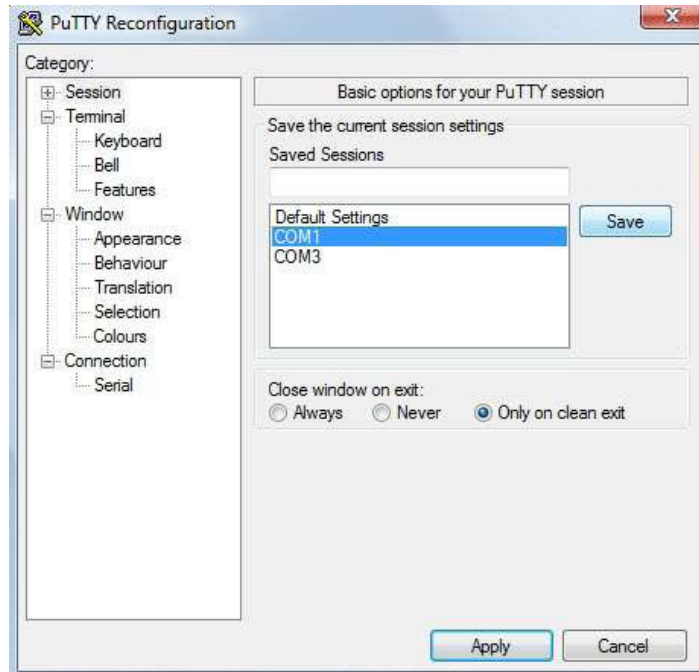 PuTTY Reconfiguration
Category:
Session
Terminal
Keyboard
Bell
Features
Window
Appearance
Behaviour
Translation
Selection
Colours
Connection
Serial
Basic options for your PuTTY session
Save the current session settings
Saved Sessions
Default Settings
COM1
COM3
Save
Close window on exit:
Always Never Only on clean exit
Apply Cancel